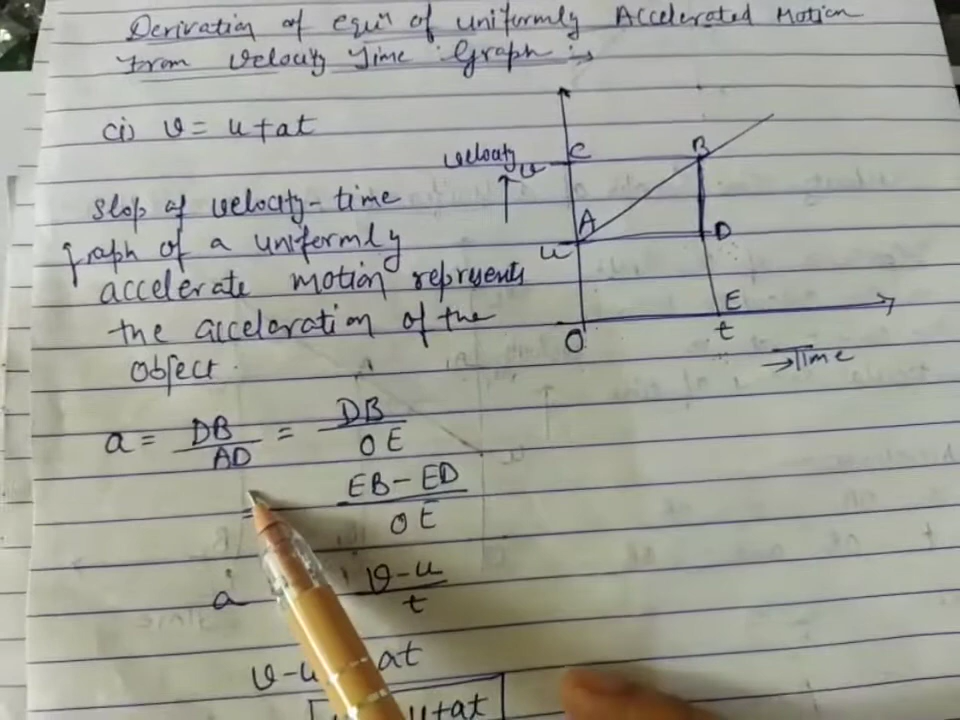 Derivation of equⁿ of Uniformly Accelerated Motion
from Velocity Time Graph :→
(i) v = u + at
Slop of velocity - time
graph of a uniformly
accelerate motion represents
the acceleration of the
object.
velocity
v
C
B
A
u
D
E
O
t
→ Time
a = DB/AD = DB/OE
= EB - ED/OE
a v - u/t
v - u at
u + at